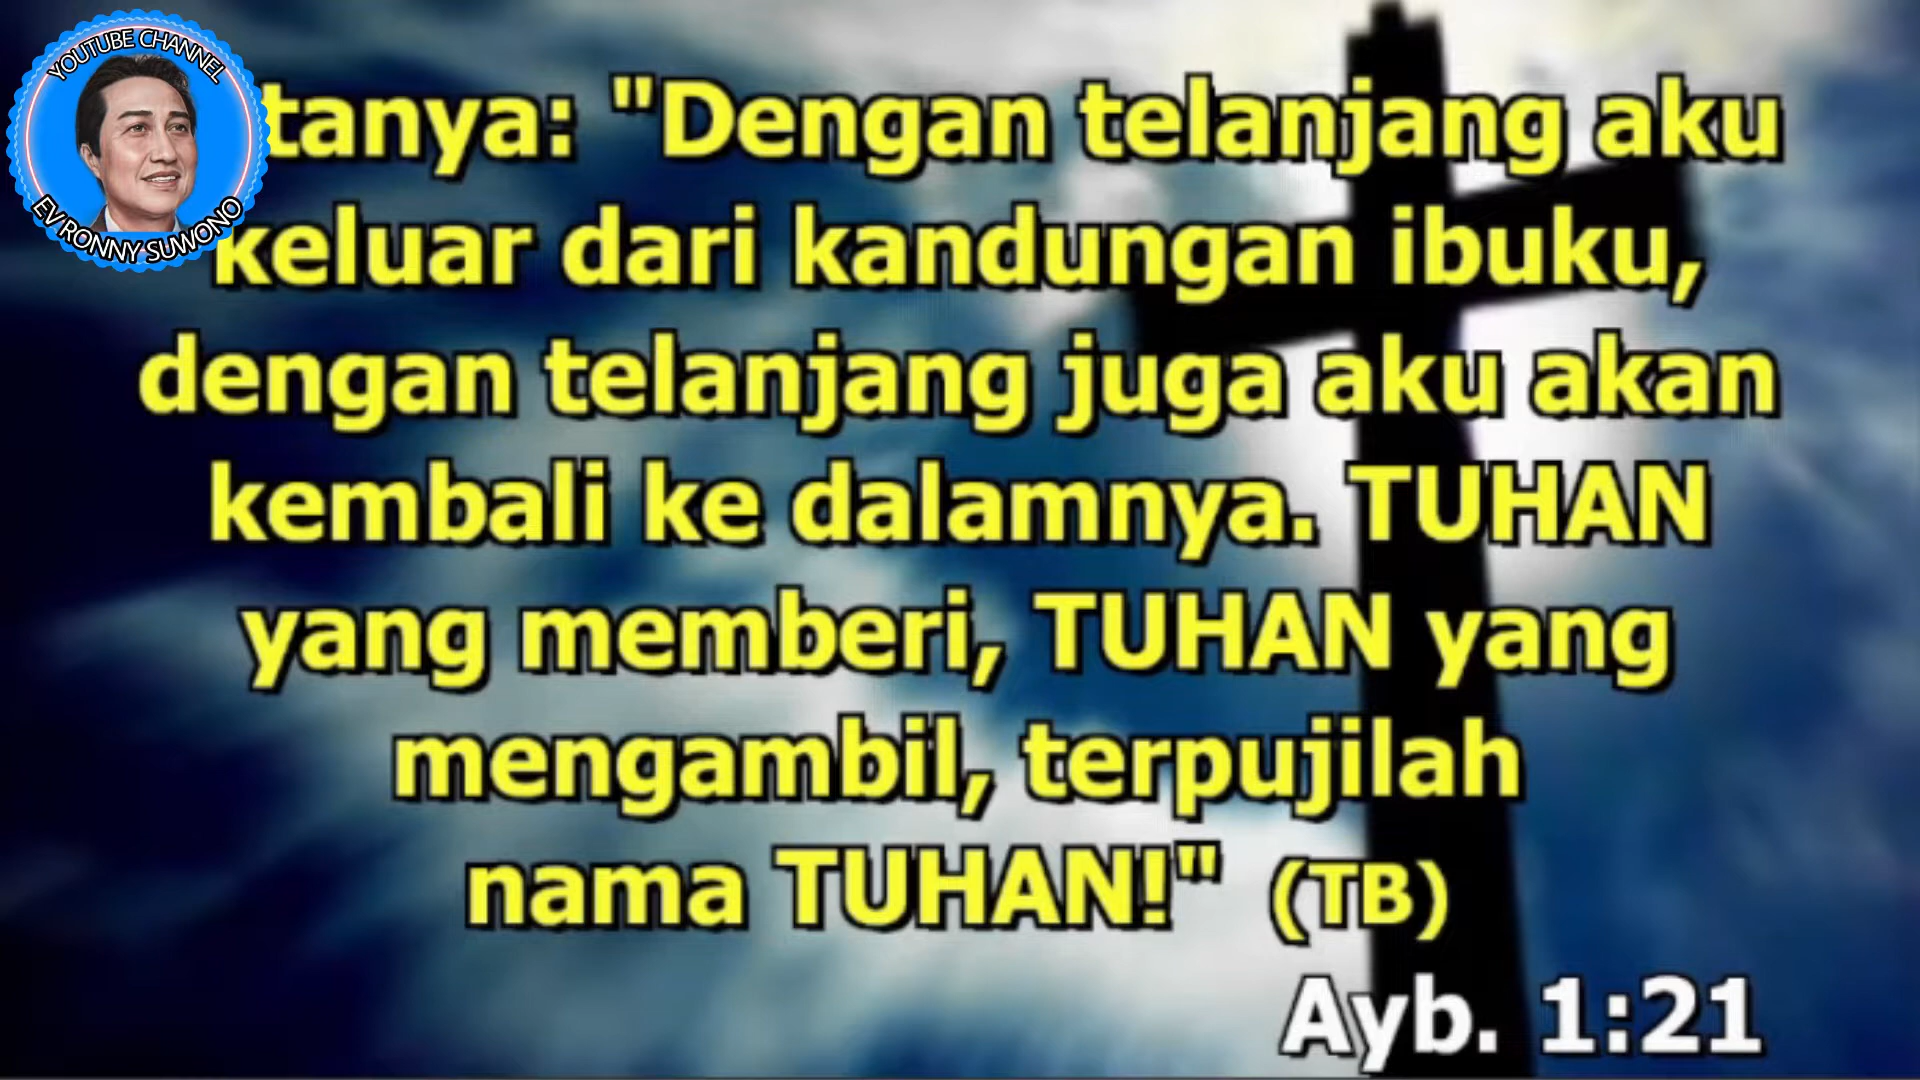 YOUTUBE CHANNEL
EV RONNY SUWONO
tanya: "Dengan telanjang aku
keluar dari kandungan ibuku,
dengan telanjang juga aku akan
kembali ke dalamnya. TUHAN
yang memberi, TUHAN yang
mengambil, terpujilah
nama TUHAN!" (TB)
Ayb. 1:21